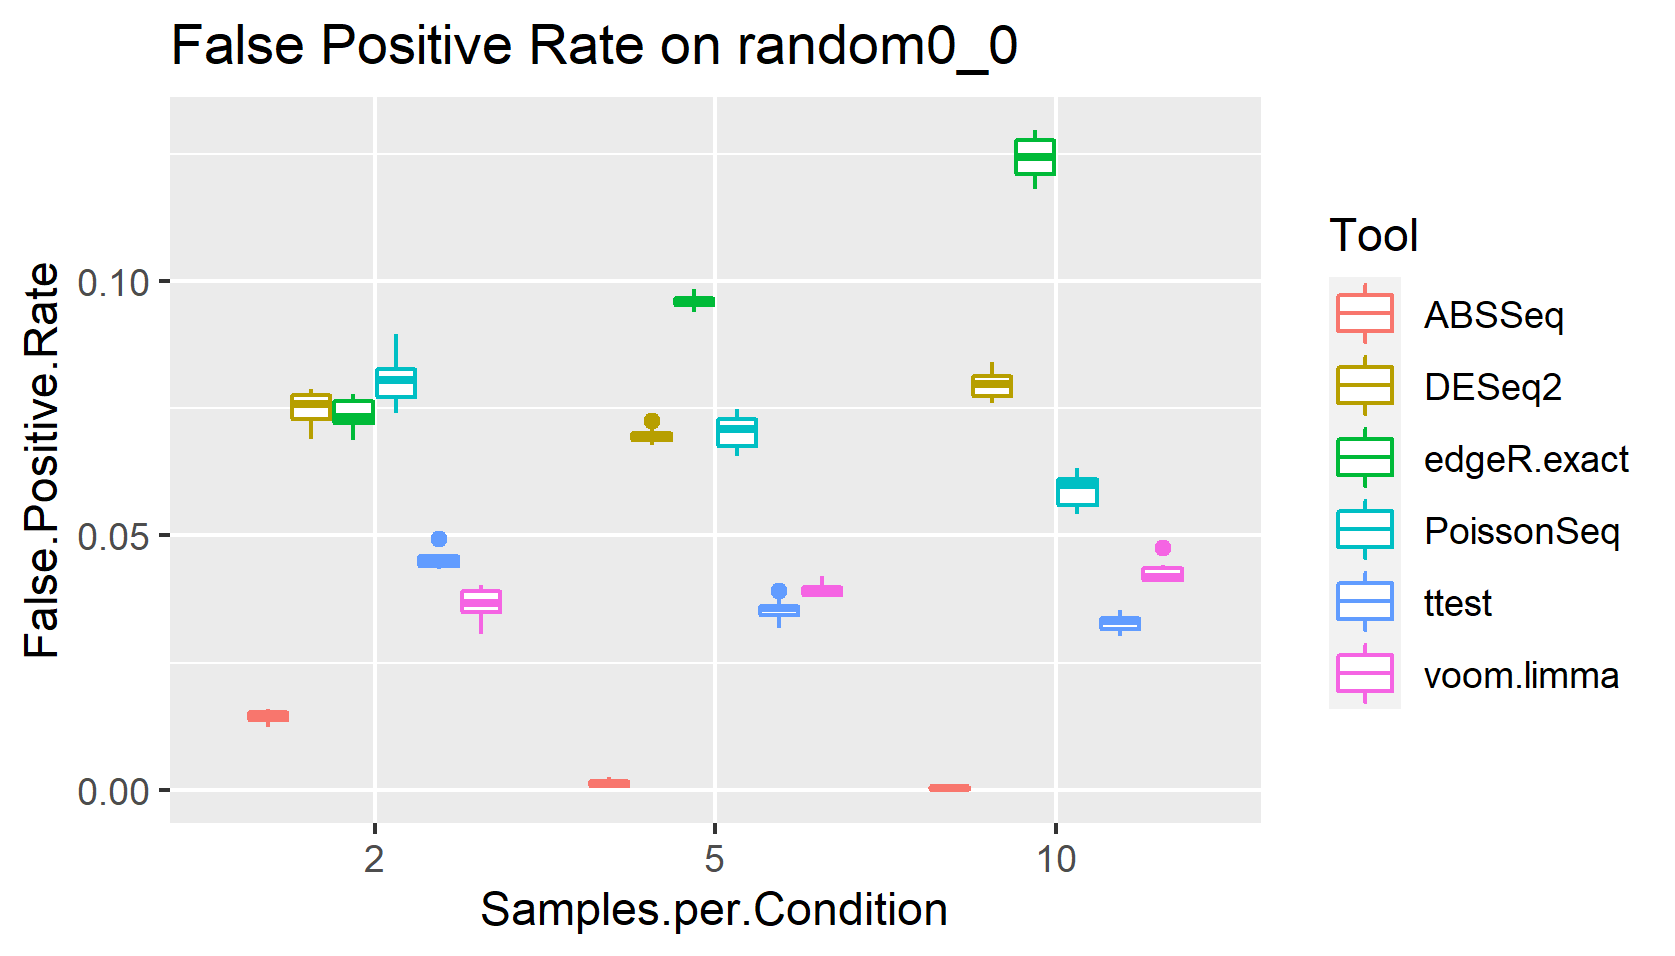 False Positive Rate on random0_0
False.Positive.Rate
0.10
0.05
0.00
2
5
10
Samples.per.Condition
Tool
ABSSeq
DESeq2
edgeR.exact
PoissonSeq
ttest
voom.limma